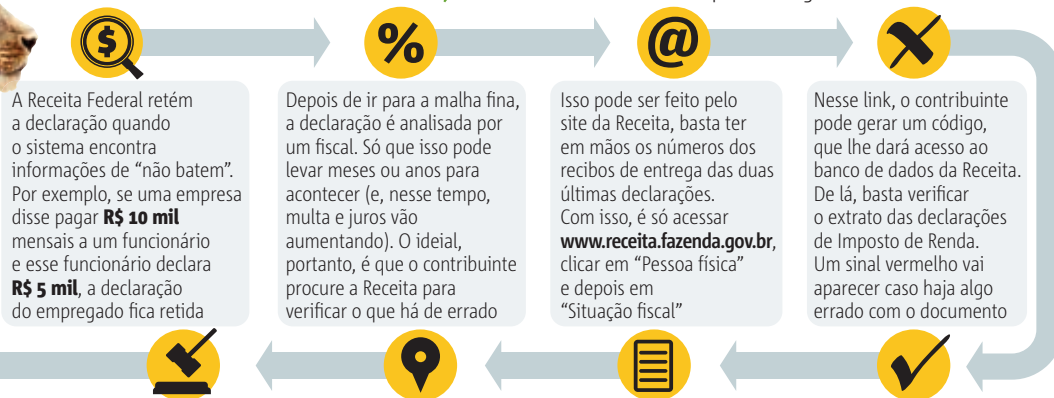 $
%
@
A Receita Federal retém
a declaração quando
o sistema encontra
informações de “não batem”.
Por exemplo, se uma empresa
disse pagar R$ 10 mil
mensais a um funcionário
e esse funcionário declara
R$ 5 mil, a declaração
do empregado fica retida
Depois de ir para a malha fina,
a declaração é analisada por
um fiscal. Só que isso pode
levar meses ou anos para
acontecer (e, nesse tempo,
multa e juros vão
aumentando). O ideal,
portanto, é que o contribuinte
procure a Receita para
verificar o que há de errado
Isso pode ser feito pelo
site da Receita, basta ter
em mãos os números dos
recibos de entrega das duas
últimas declarações.
Com isso, é só acessar
www.receita.fazenda.gov.br,
clicar em “Pessoa física”
e depois em
“Situação fiscal”
Nesse link, o contribuinte
pode gerar um código,
que lhe dará acesso ao
banco de dados da Receita.
De lá, basta verificar
o extrato das declarações
de Imposto de Renda.
Um sinal vermelho vai
aparecer caso haja algo
errado com o documento